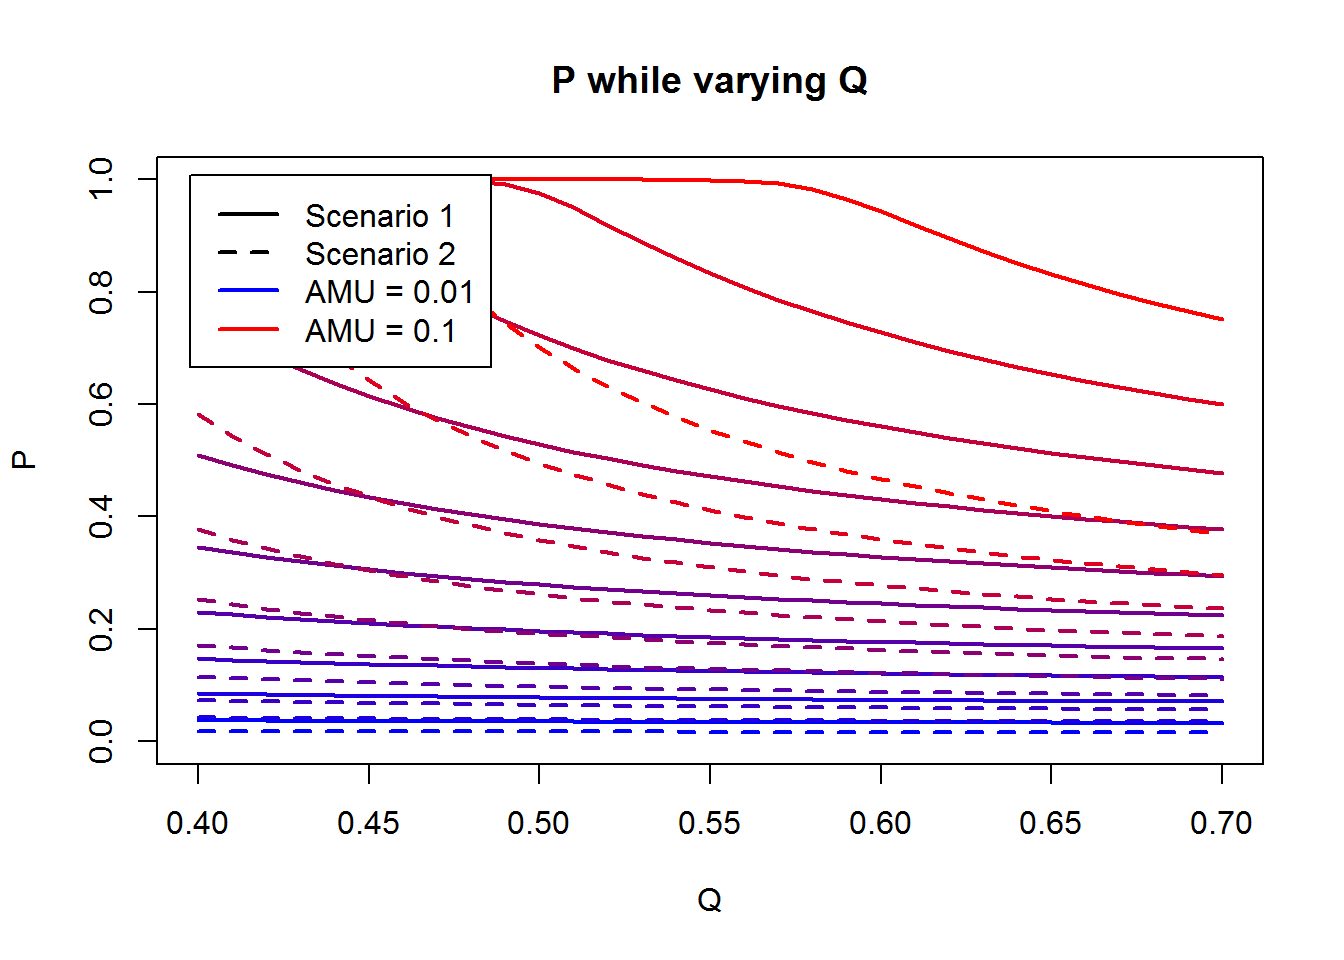 P while varying Q
P
1.0
0.8
0.6
0.4
0.2
0.0
Scenario 1
Scenario 2
AMU = 0.01
AMU = 0.1
0.40 0.45 0.50 0.55 0.60 0.65 0.70
Q